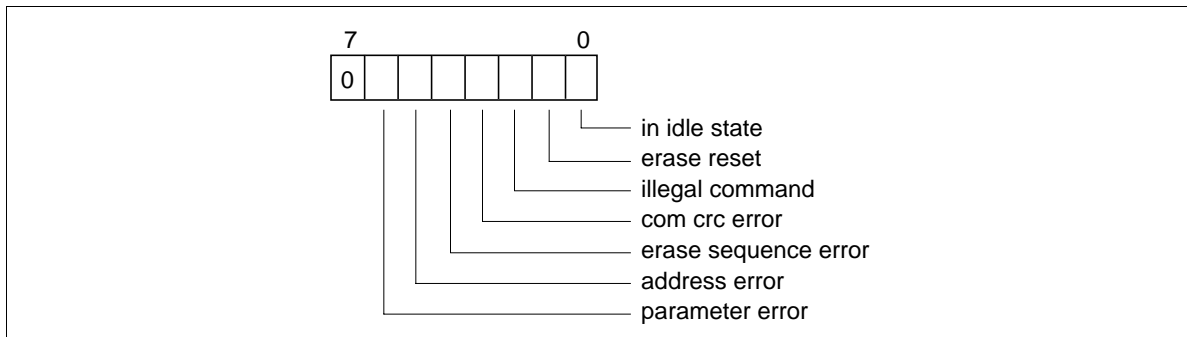 7 0
0
in idle state
erase reset
illegal command
com crc error
erase sequence error
address error
parameter error